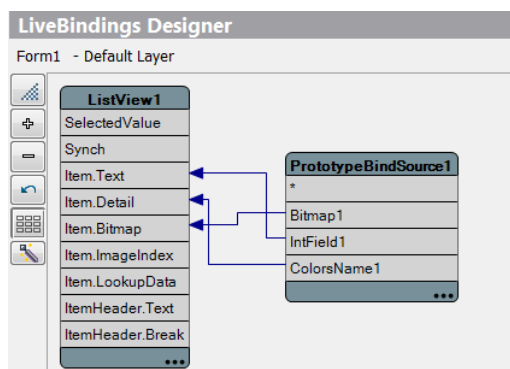 LiveBindings Designer
Form1 - Default Layer
ListView1
SelectedValue
Synch
Item.Text
Item.Detail
Item.Bitmap
Item.ImageIndex
Item.LookupData
ItemHeader.Text
ItemHeader.Break
PrototypeBindSource1
*
Bitmap1
IntField1
ColorsName1